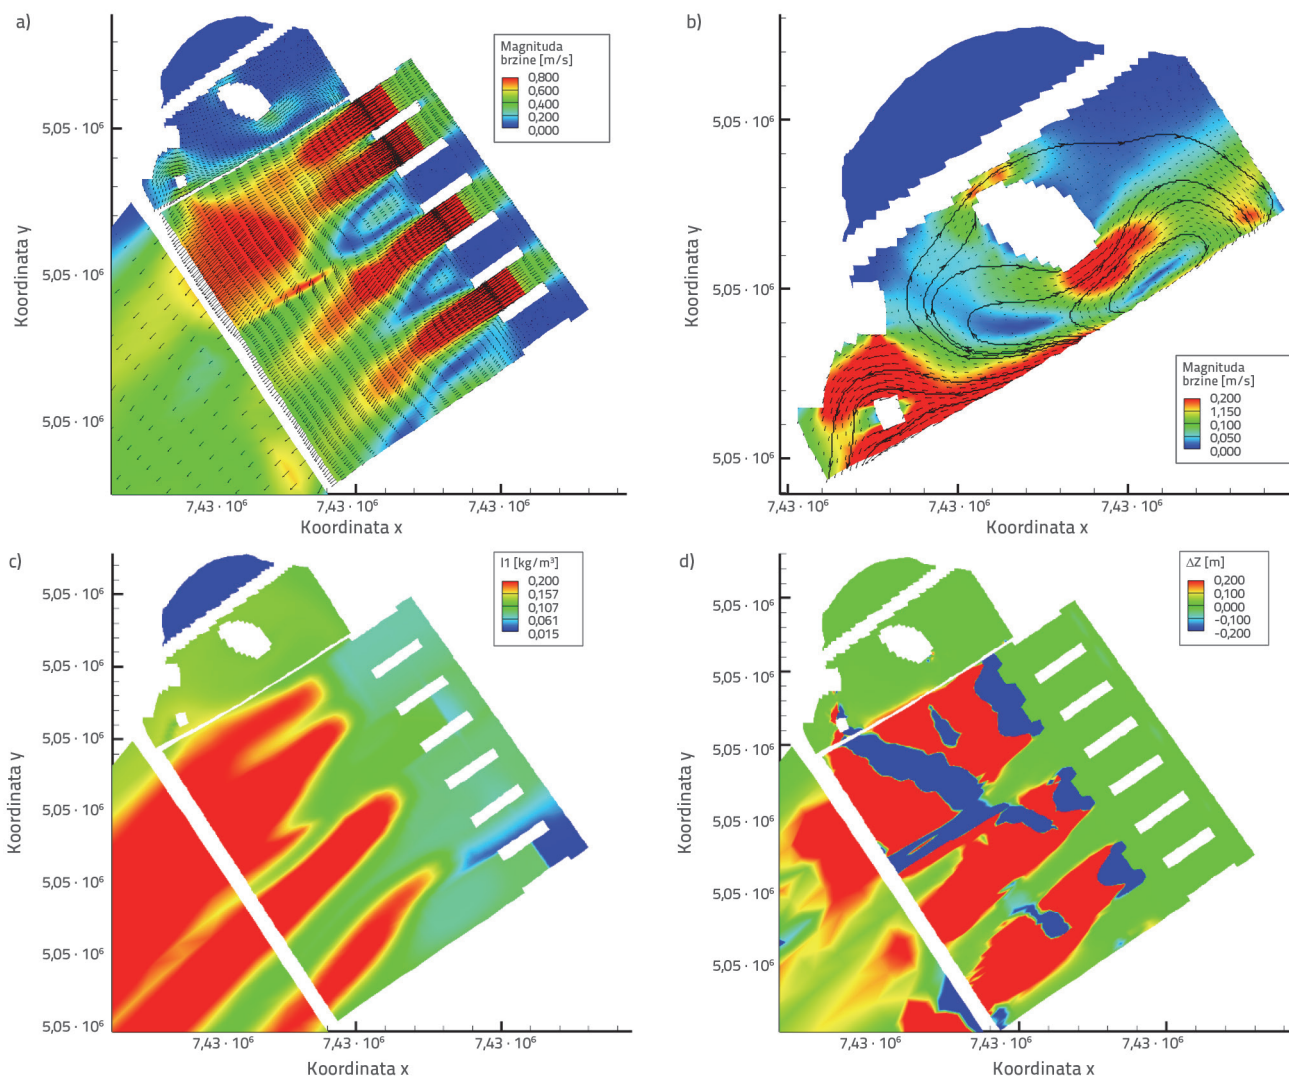 a)
Magnituda
brzine [m/s]
0,800
0,600
0,400
0,200
0,000
5,05 · 10⁶
5,05 · 10⁶
5,05 · 10⁶
Koordinata y
7,43 · 10⁶
7,43 · 10⁶
7,43 · 10⁶
Koordinata x
b)
5,05 · 10⁶
5,05 · 10⁶
5,05 · 10⁶
Koordinata y
Magnituda
brzine [m/s]
0,200
1,150
0,100
0,050
0,000
7,43 · 10⁶
7,43 · 10⁶
7,43 · 10⁶
Koordinata x
c)
l1 [kg/m³]
0,200
0,157
0,107
0,061
0,015
5,05 · 10⁶
5,05 · 10⁶
5,05 · 10⁶
5,05 · 10⁶
5,05 · 10⁶
5,05 · 10⁶
5,05 · 10⁶
Koordinata y
7,43 · 10⁶
7,43 · 10⁶
7,43 · 10⁶
Koordinata x
d)
ΔZ [m]
0,200
0,100
0,000
-0,100
-0,200
5,05 · 10⁶
5,05 · 10⁶
5,05 · 10⁶
5,05 · 10⁶
5,05 · 10⁶
5,05 · 10⁶
Koordinata y
7,43 · 10⁶
7,43 · 10⁶
7,43 · 10⁶
Koordinata x